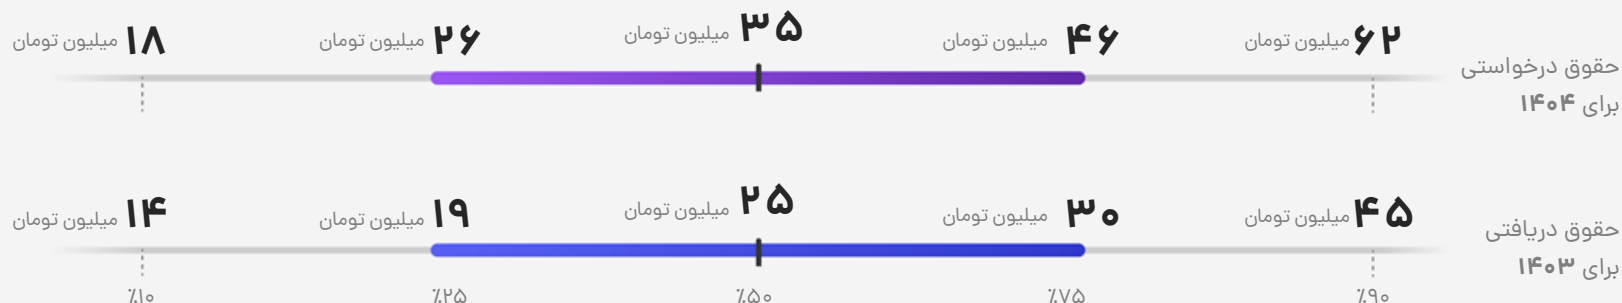 حقوق درخواستی
برای ۱۴۰۴
۶۲ میلیون تومان
۴۶ میلیون تومان
۳۵ میلیون تومان
۲۶ میلیون تومان
۱۸ میلیون تومان
حقوق دریافتی
برای ۱۴۰۳
۴۵ میلیون تومان
۳۰ میلیون تومان
۲۵ میلیون تومان
۱۹ میلیون تومان
۱۴ میلیون تومان
٪۹۰
٪۷۵
٪۵۰
٪۲۵
٪۱۰